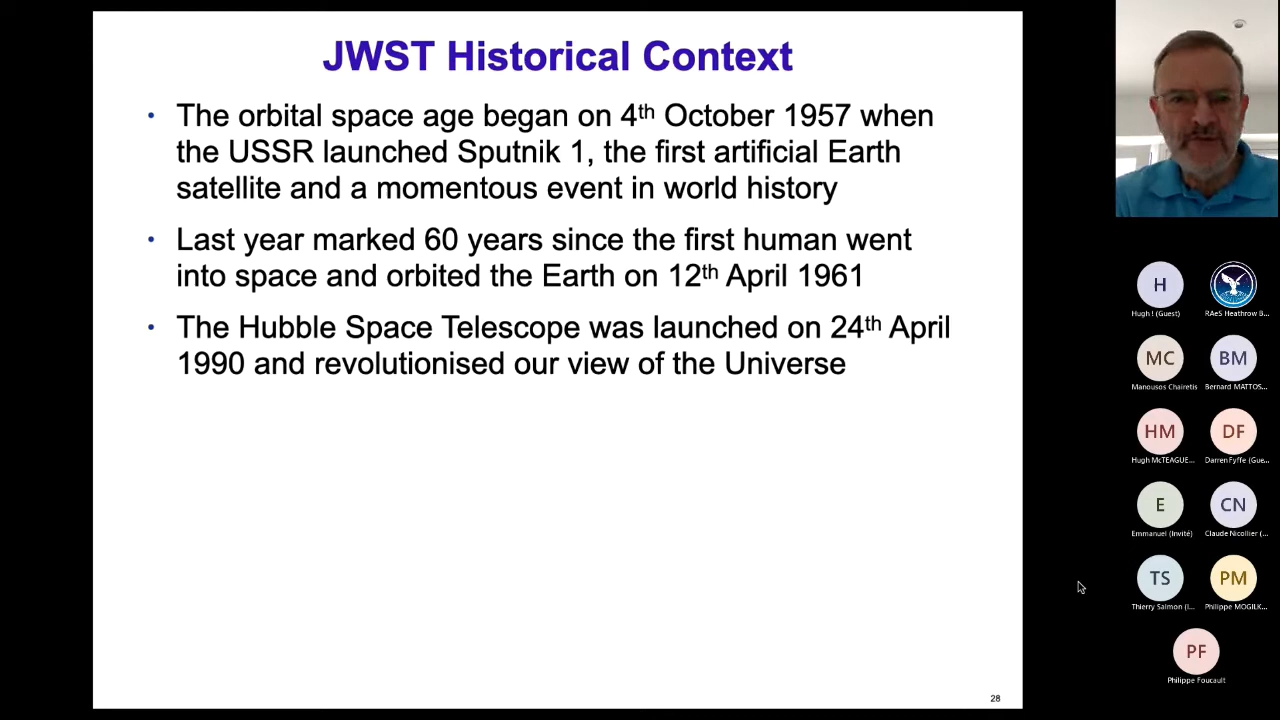 JWST Historical Context
• The orbital space age began on 4th October 1957 when
the USSR launched Sputnik 1, the first artificial Earth
satellite and a momentous event in world history
• Last year marked 60 years since the first human went
into space and orbited the Earth on 12th April 1961
• The Hubble Space Telescope was launched on 24th April
1990 and revolutionised our view of the Universe
28
H
Hugh ! (Guest)
RAeS Heathrow B...
MC
Manousos Chairetis
BM
Bernard MATTOS...
HM
Hugh McTEAGUE...
DF
Darren Fyffe (Gue...
E
Emmanuel (Invité)
CN
Claude Nicollier (...
TS
Thierry Salmon (I...
PM
Philippe MOGILK...
PF
Philippe Foucault